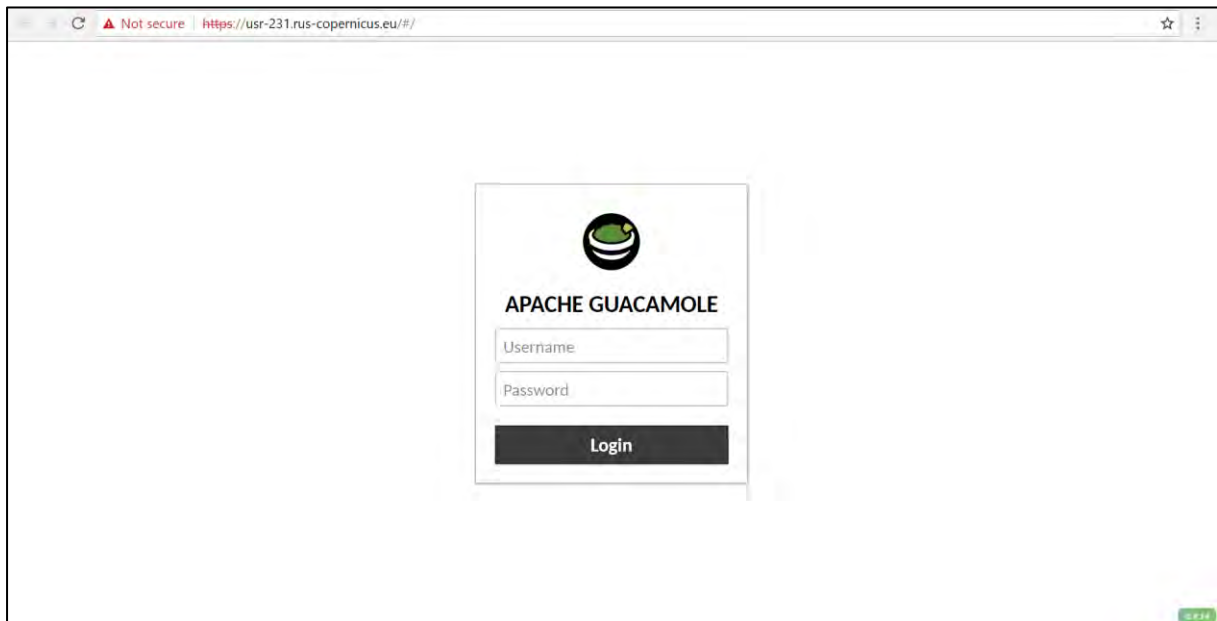 Not secure https://usr-231.rus-copernicus.eu/#/
APACHE GUACAMOLE
Username
Password
Login